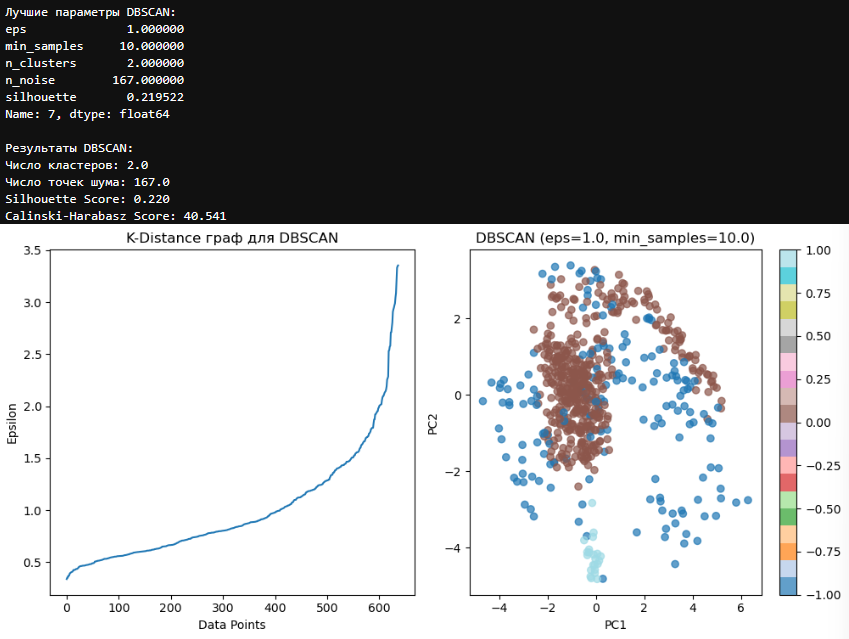 Лучшие параметры DBSCAN:
eps 1.000000
min_samples 10.000000
n_clusters 2.000000
n_noise 167.000000
silhouette 0.219522
Name: 7, dtype: float64
Результаты DBSCAN:
Число кластеров: 2.0
Число точек шума: 167.0
Silhouette Score: 0.220
Calinski-Harabasz Score: 40.541
K-Distance граф для DBSCAN
3.5
3.0
2.5
2.0
1.5
1.0
0.5
Epsilon
0 100 200 300 400 500 600
Data Points
DBSCAN (eps=1.0, min_samples=10.0)
2
0
−2
−4
PC2
−4 −2 0 2 4 6
PC1
1.00
0.75
0.50
0.25
0.00
−0.25
−0.50
−0.75
−1.00